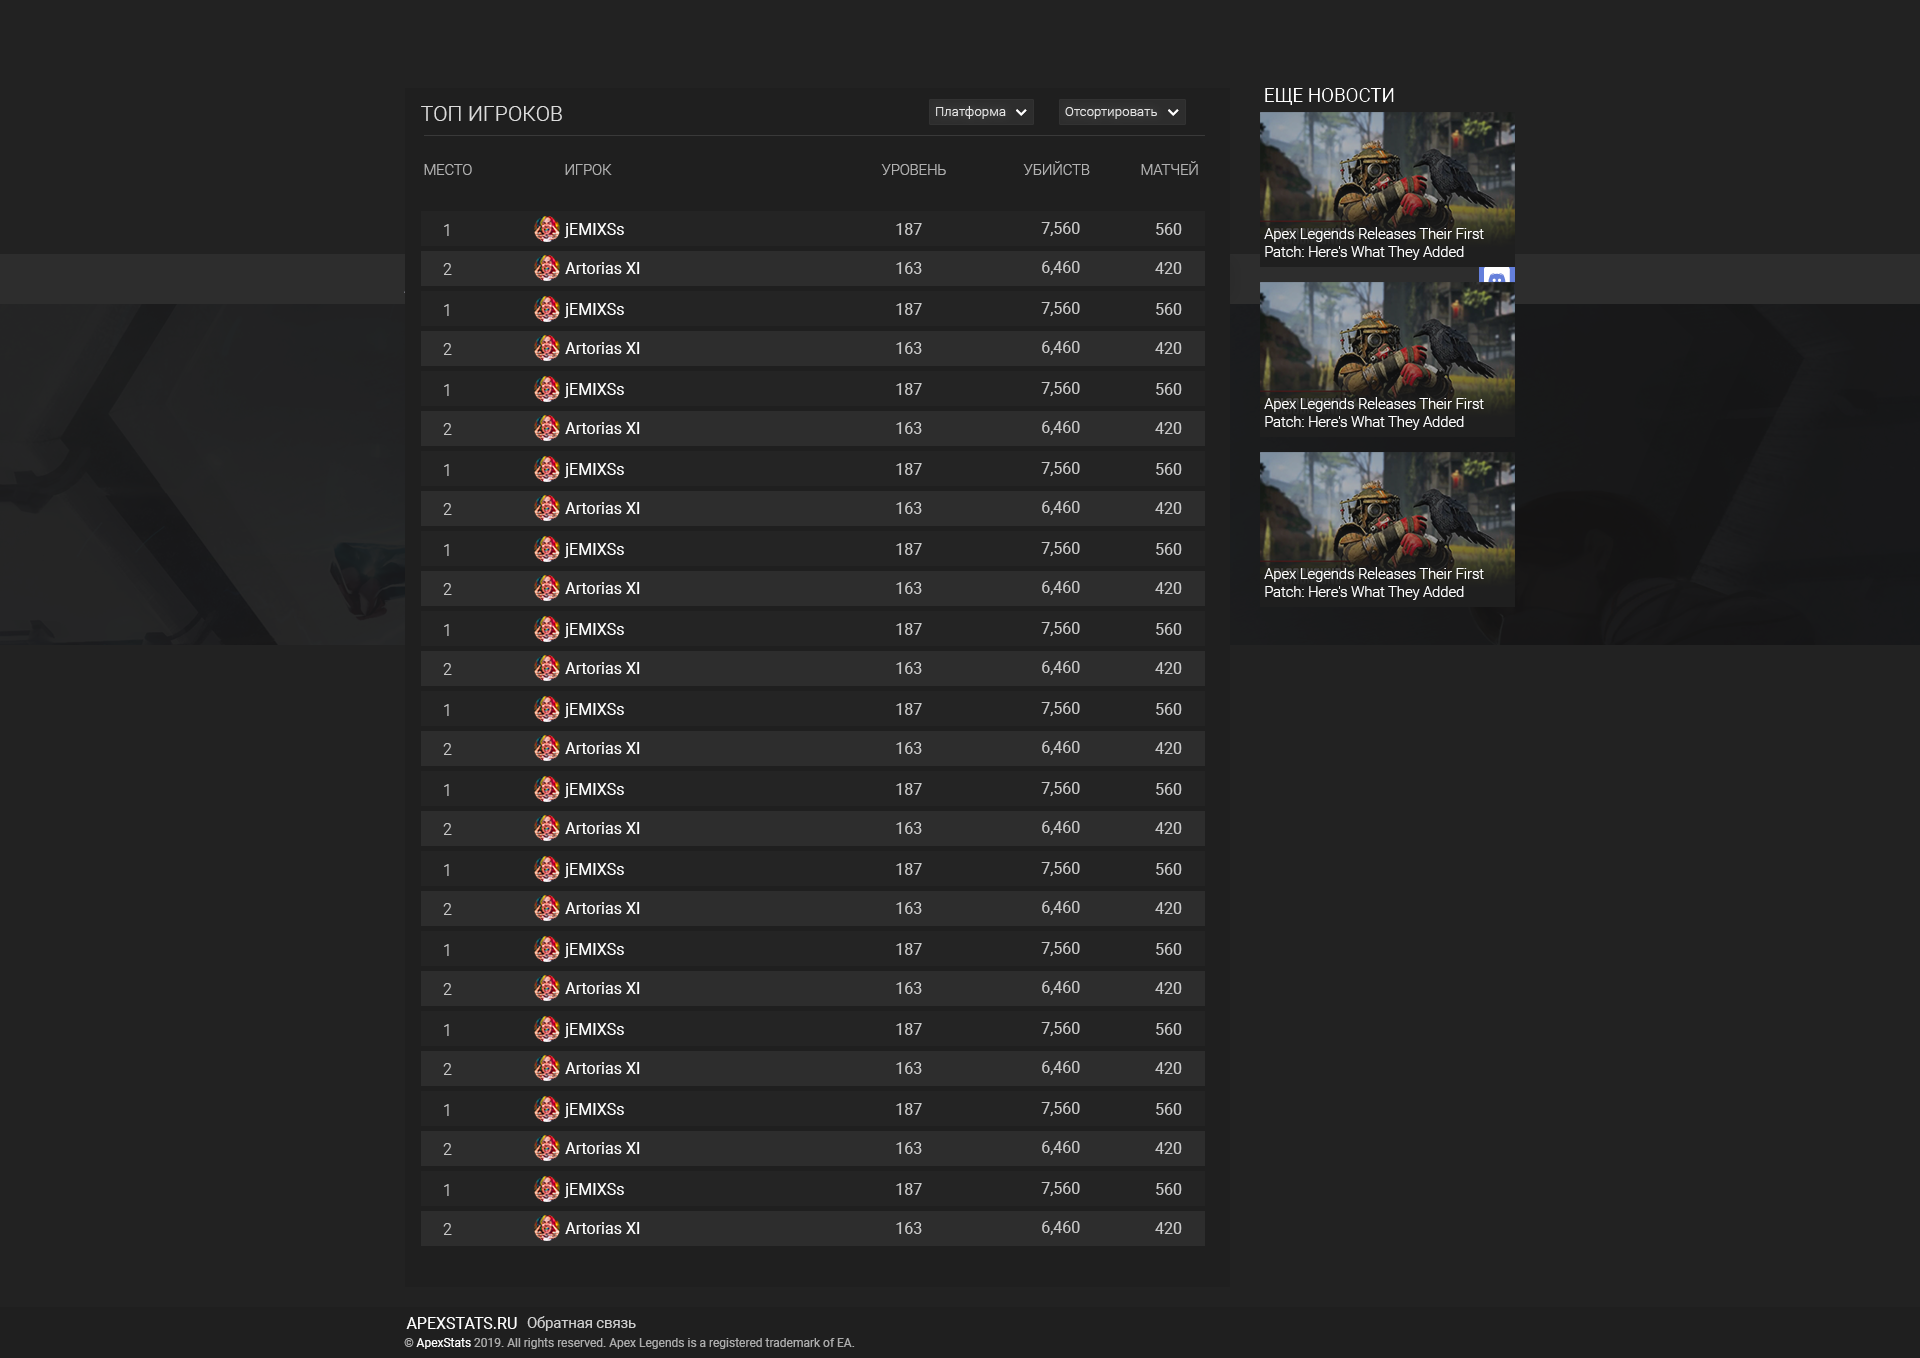 ТОП ИГРОКОВ Платформа Отсортировать
МЕСТО ИГРОК УРОВЕНЬ УБИЙСТВ МАТЧЕЙ
1 jEMIXSs 187 7,560 560
2 Artorias XI 163 6,460 420
1 jEMIXSs 187 7,560 560
2 Artorias XI 163 6,460 420
1 jEMIXSs 187 7,560 560
2 Artorias XI 163 6,460 420
1 jEMIXSs 187 7,560 560
2 Artorias XI 163 6,460 420
1 jEMIXSs 187 7,560 560
2 Artorias XI 163 6,460 420
1 jEMIXSs 187 7,560 560
2 Artorias XI 163 6,460 420
1 jEMIXSs 187 7,560 560
2 Artorias XI 163 6,460 420
1 jEMIXSs 187 7,560 560
2 Artorias XI 163 6,460 420
1 jEMIXSs 187 7,560 560
2 Artorias XI 163 6,460 420
1 jEMIXSs 187 7,560 560
2 Artorias XI 163 6,460 420
1 jEMIXSs 187 7,560 560
2 Artorias XI 163 6,460 420
1 jEMIXSs 187 7,560 560
2 Artorias XI 163 6,460 420
1 jEMIXSs 187 7,560 560
2 Artorias XI 163 6,460 420
ЕЩЕ НОВОСТИ
Apex Legends Releases Their First
Patch: Here's What They Added
Apex Legends Releases Their First
Patch: Here's What They Added
Apex Legends Releases Their First
Patch: Here's What They Added
APEXSTATS.RU Обратная связь
© ApexStats 2019. All rights reserved. Apex Legends is a registered trademark of EA.